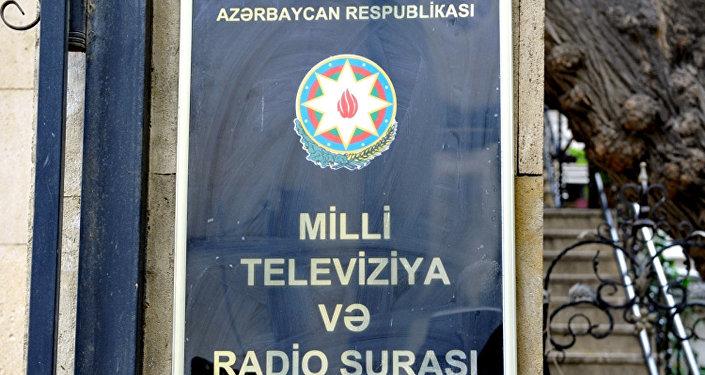 AZƏRBAYCAN RESPUBLİKASI
MİLLİ
TELEVİZİYA
VƏ
RADİO ŞURASI